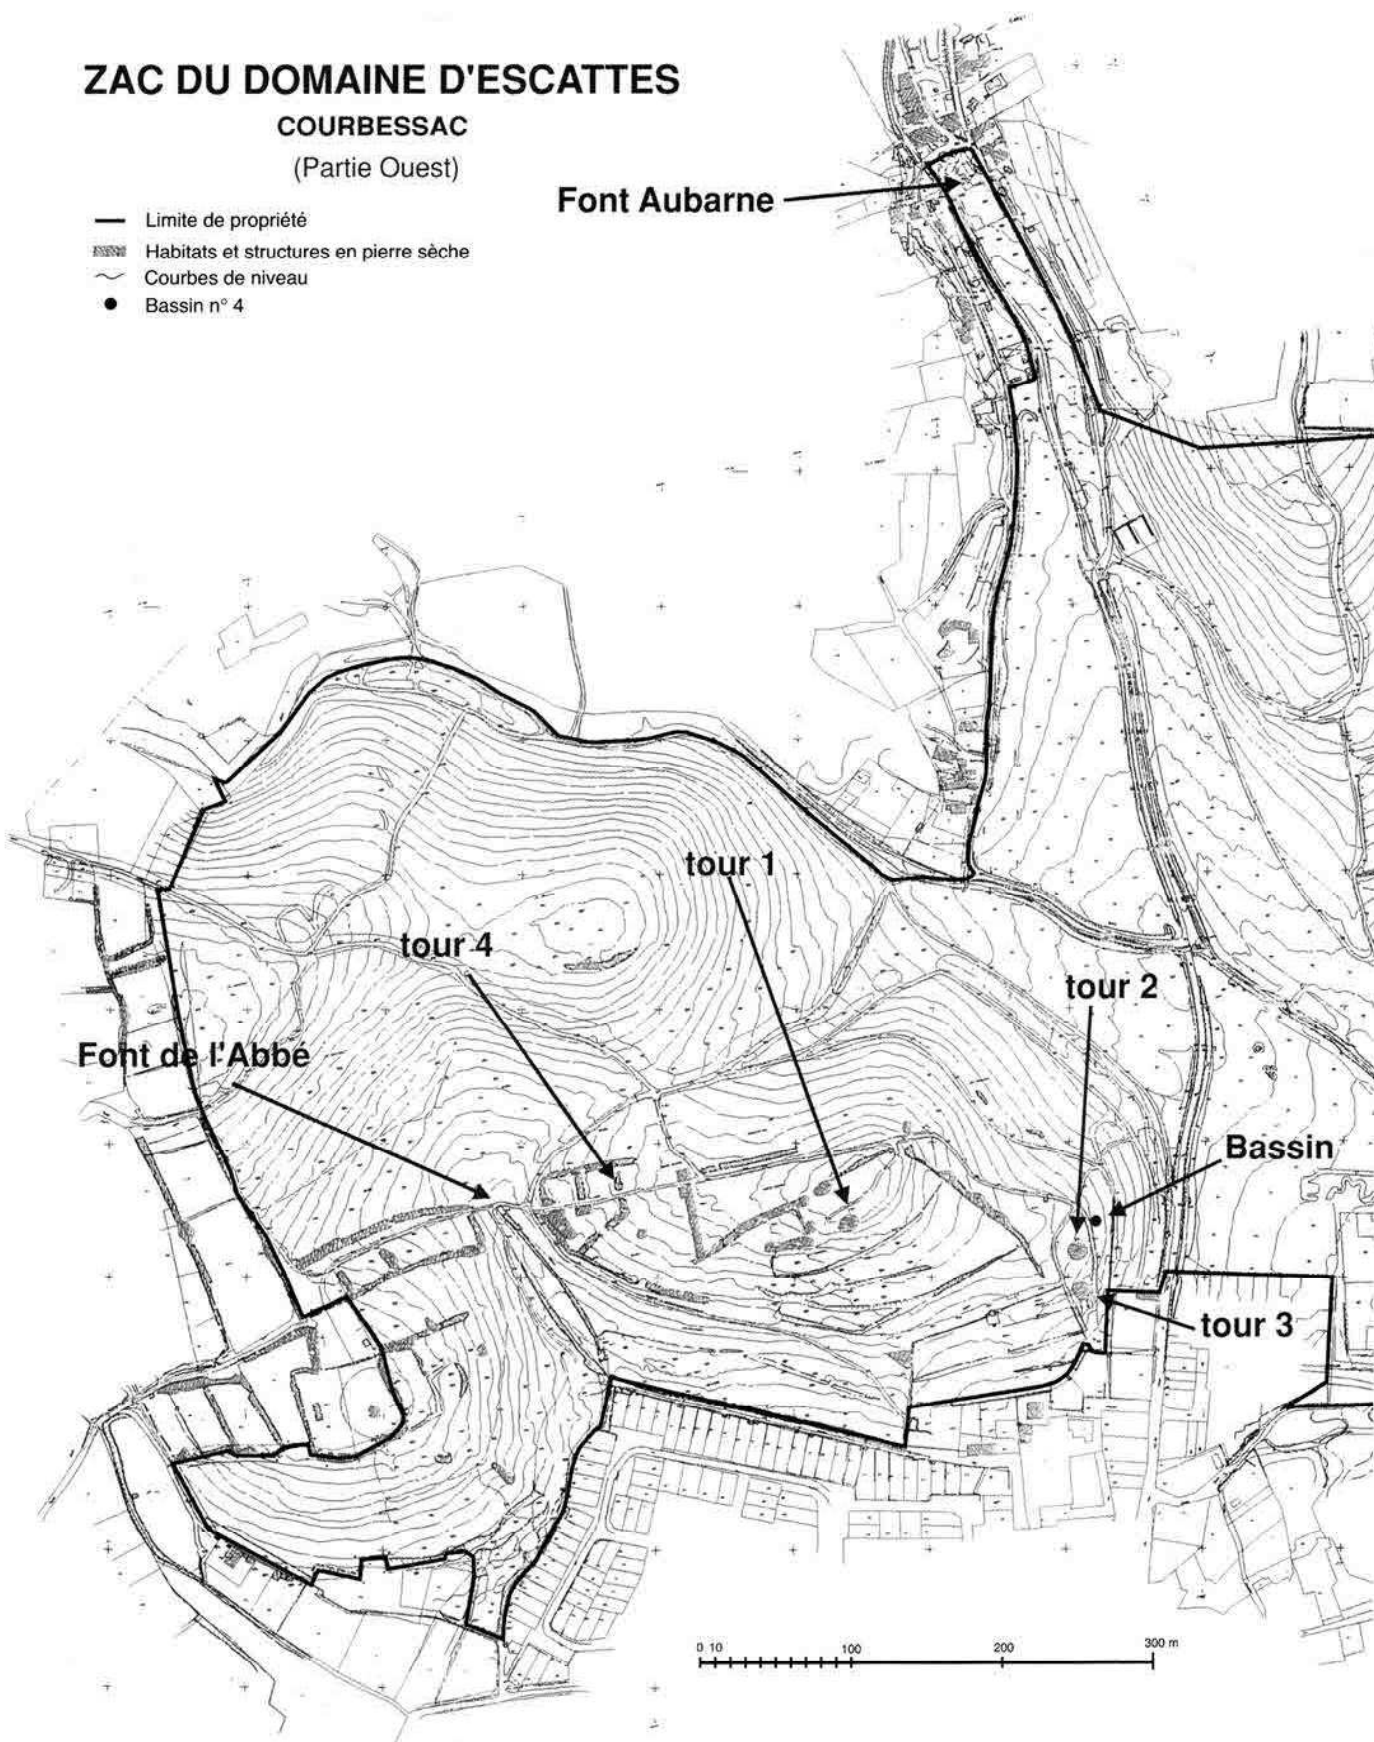 ZAC DU DOMAINE D'ESCATTES
COURBESSAC
(Partie Ouest)
Limite de propriété
Habitats et structures en pierre sèche
Courbes de niveau
Bassin n° 4
Font Aubarne
tour 1
tour 4
tour 2
Font de l'Abbé
Bassin
tour 3
0 10 100 200 300 m